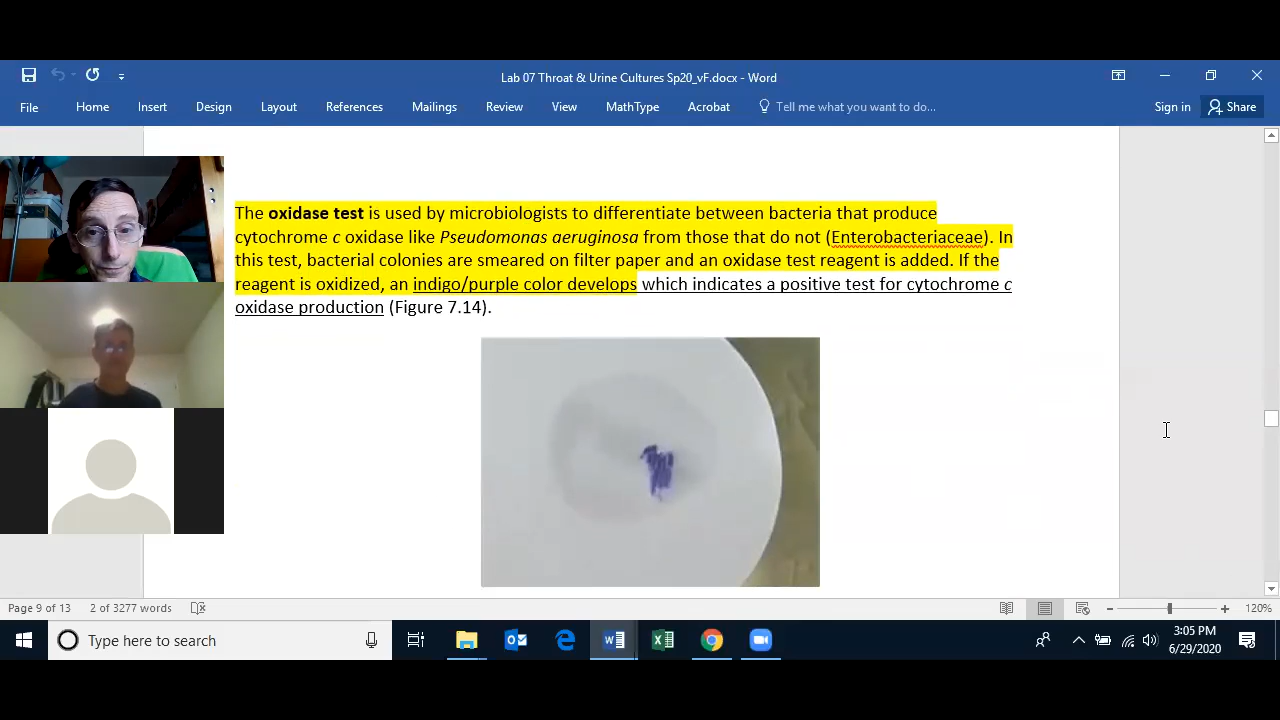 Lab 07 Throat & Urine Cultures Sp20_vF.docx - Word
File Home Insert Design Layout References Mailings Review View MathType Acrobat Tell me what you want to do... Sign in Share
The oxidase test is used by microbiologists to differentiate between bacteria that produce
cytochrome c oxidase like Pseudomonas aeruginosa from those that do not (Enterobacteriaceae). In
this test, bacterial colonies are smeared on filter paper and an oxidase test reagent is added. If the
reagent is oxidized, an indigo/purple color develops which indicates a positive test for cytochrome c
oxidase production (Figure 7.14).
Page 9 of 13 2 of 3277 words 120%
Type here to search
3:05 PM
6/29/2020